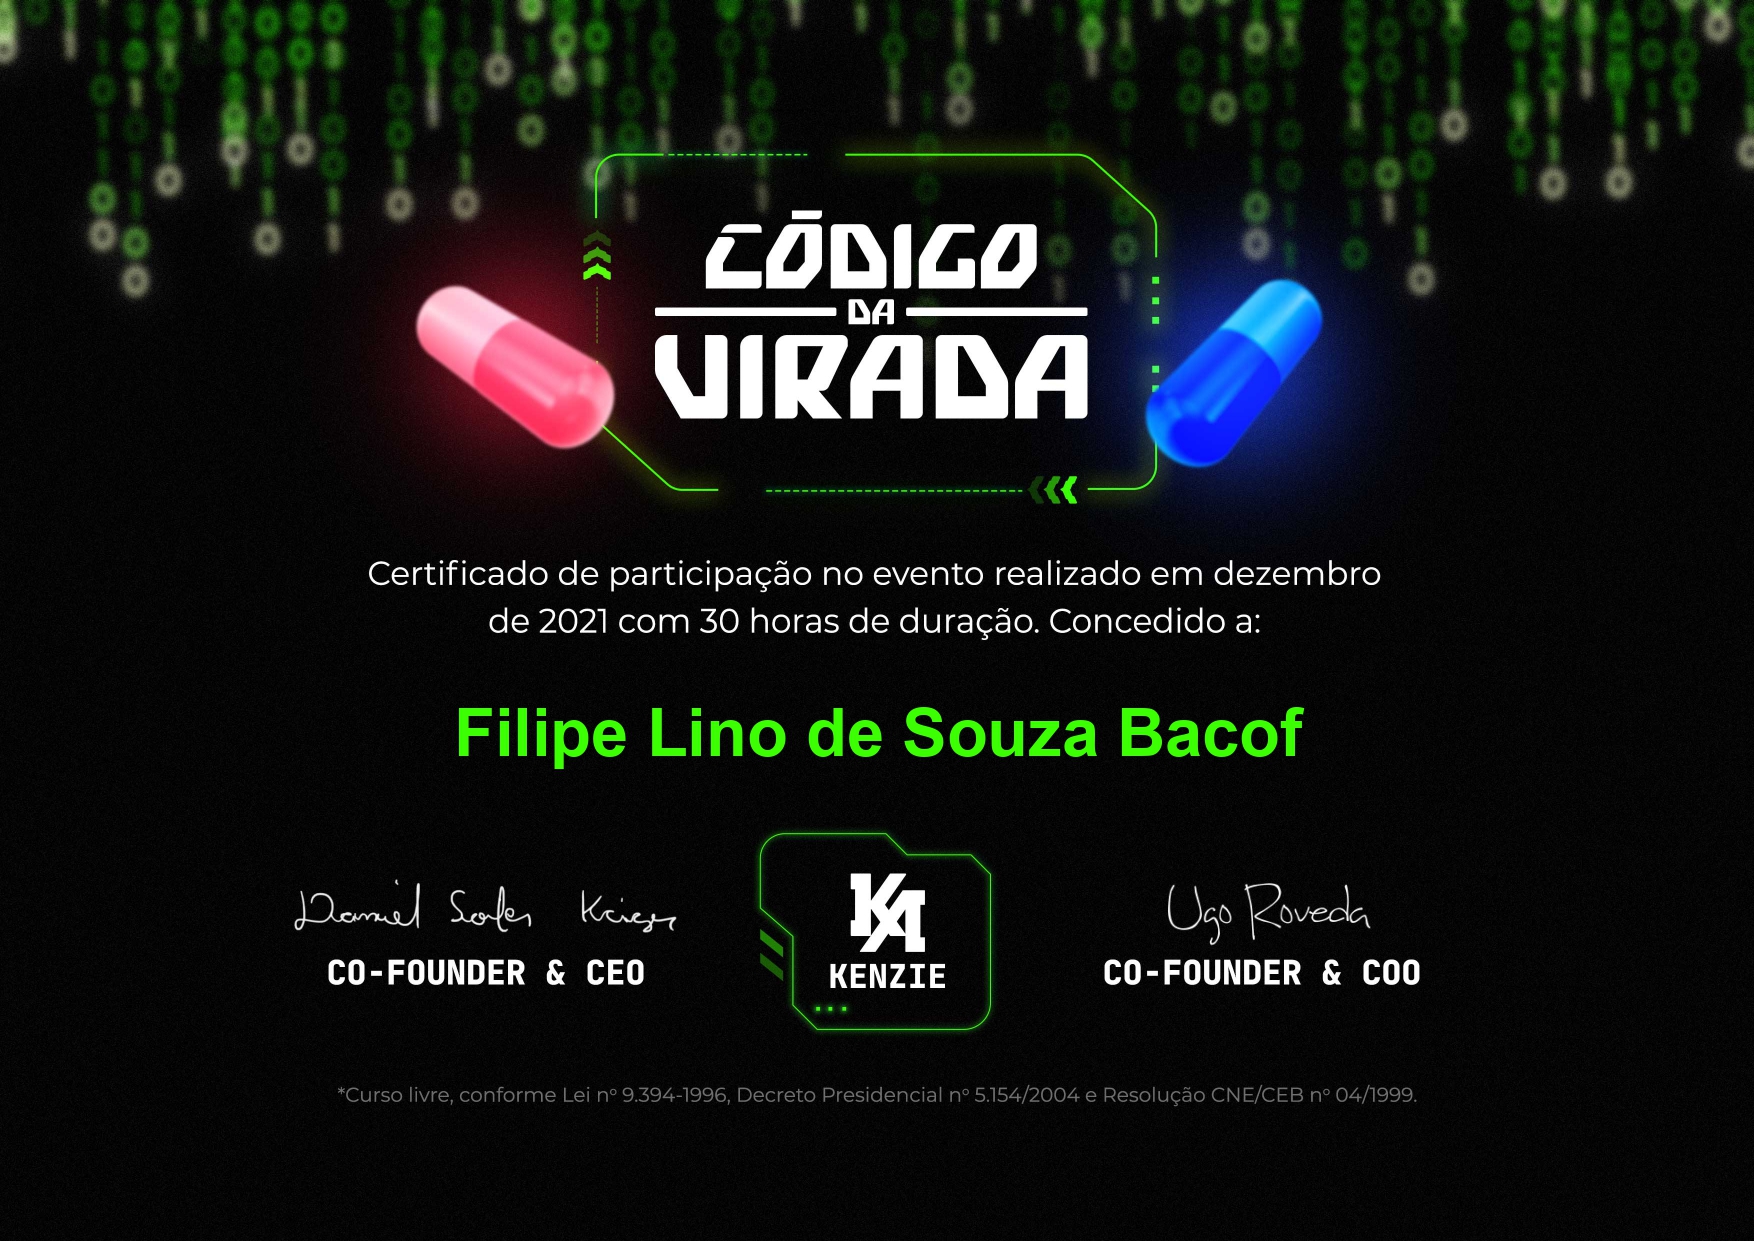 CÓDIGO
DA
VIRADA
Certificado de participação no evento realizado em dezembro
de 2021 com 30 horas de duração. Concedido a:
Filipe Lino de Souza Bacof
Daniel Kriger
Ugo Roveda
CO-FOUNDER & CEO
KA
KENZIE
CO-FOUNDER & COO
*Curso livre, conforme Lei nº 9.394-1996, Decreto Presidencial nº 5.154/2004 e Resolução CNE/CEB nº 04/1999.